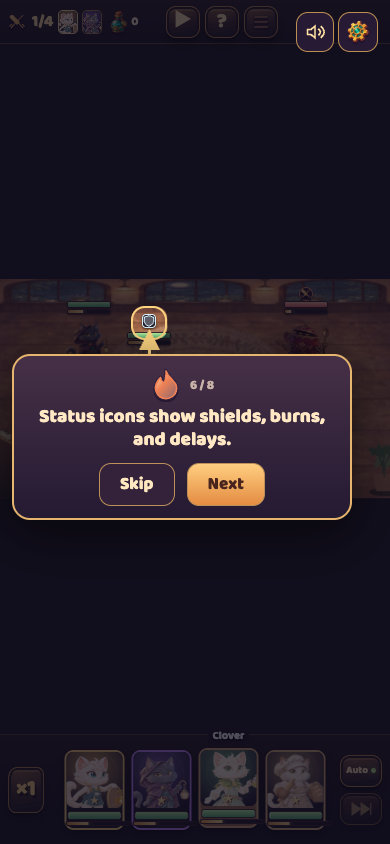 1/4
0
?
6 / 8
Status icons show shields, burns,
and delays.
Skip
Next
Clover
x1
Auto